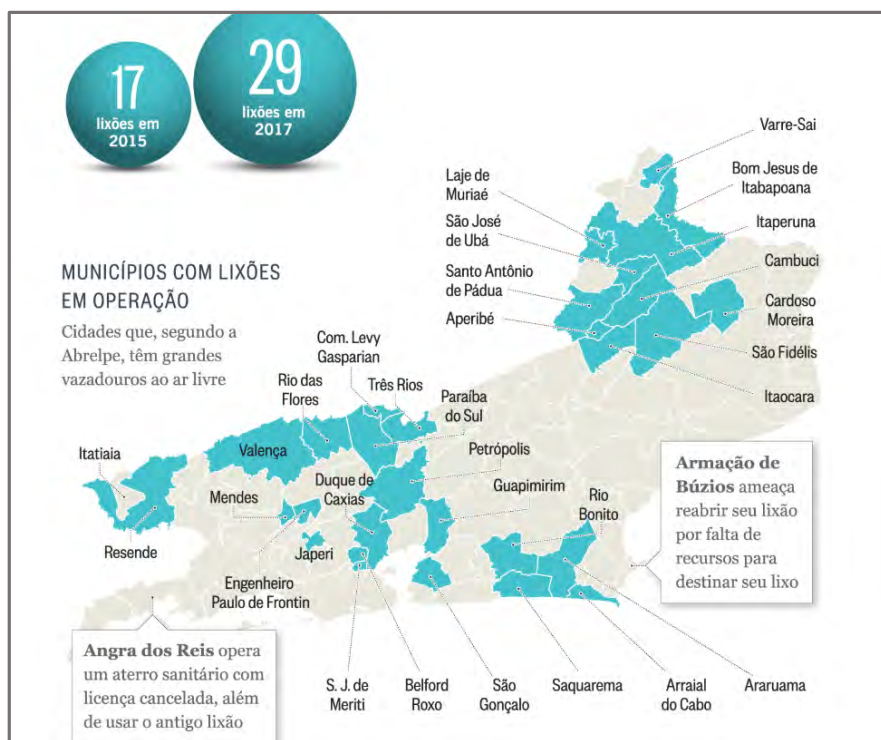 17
lixões em
2015
29
lixões em
2017
MUNICÍPIOS COM LIXÕES
EM OPERAÇÃO
Cidades que, segundo a
Abrelpe, têm grandes
vazadouros ao ar livre
Varre-Sai
Bom Jesus de
Itabapoana
Laje de
Muriaé
São José
de Ubá
Itaperuna
Santo Antônio
de Pádua
Cambuci
Aperibé
Cardoso
Moreira
São Fidélis
Itaocara
Com. Levy
Gasparian
Rio das
Flores
Três Rios
Paraíba
do Sul
Itatiaia
Valença
Petrópolis
Mendes
Duque de
Caxias
Guapimirim
Rio
Bonito
Resende
Japeri
Engenheiro
Paulo de Frontin
Armação de
Búzios ameaça
reabrir seu lixão
por falta de
recursos para
destinar seu lixo
Angra dos Reis opera
um aterro sanitário com
licença cancelada, além
de usar o antigo lixão
S. J. de
Meriti
Belford
Roxo
São
Gonçalo
Saquarema
Arraial
do Cabo
Araruama